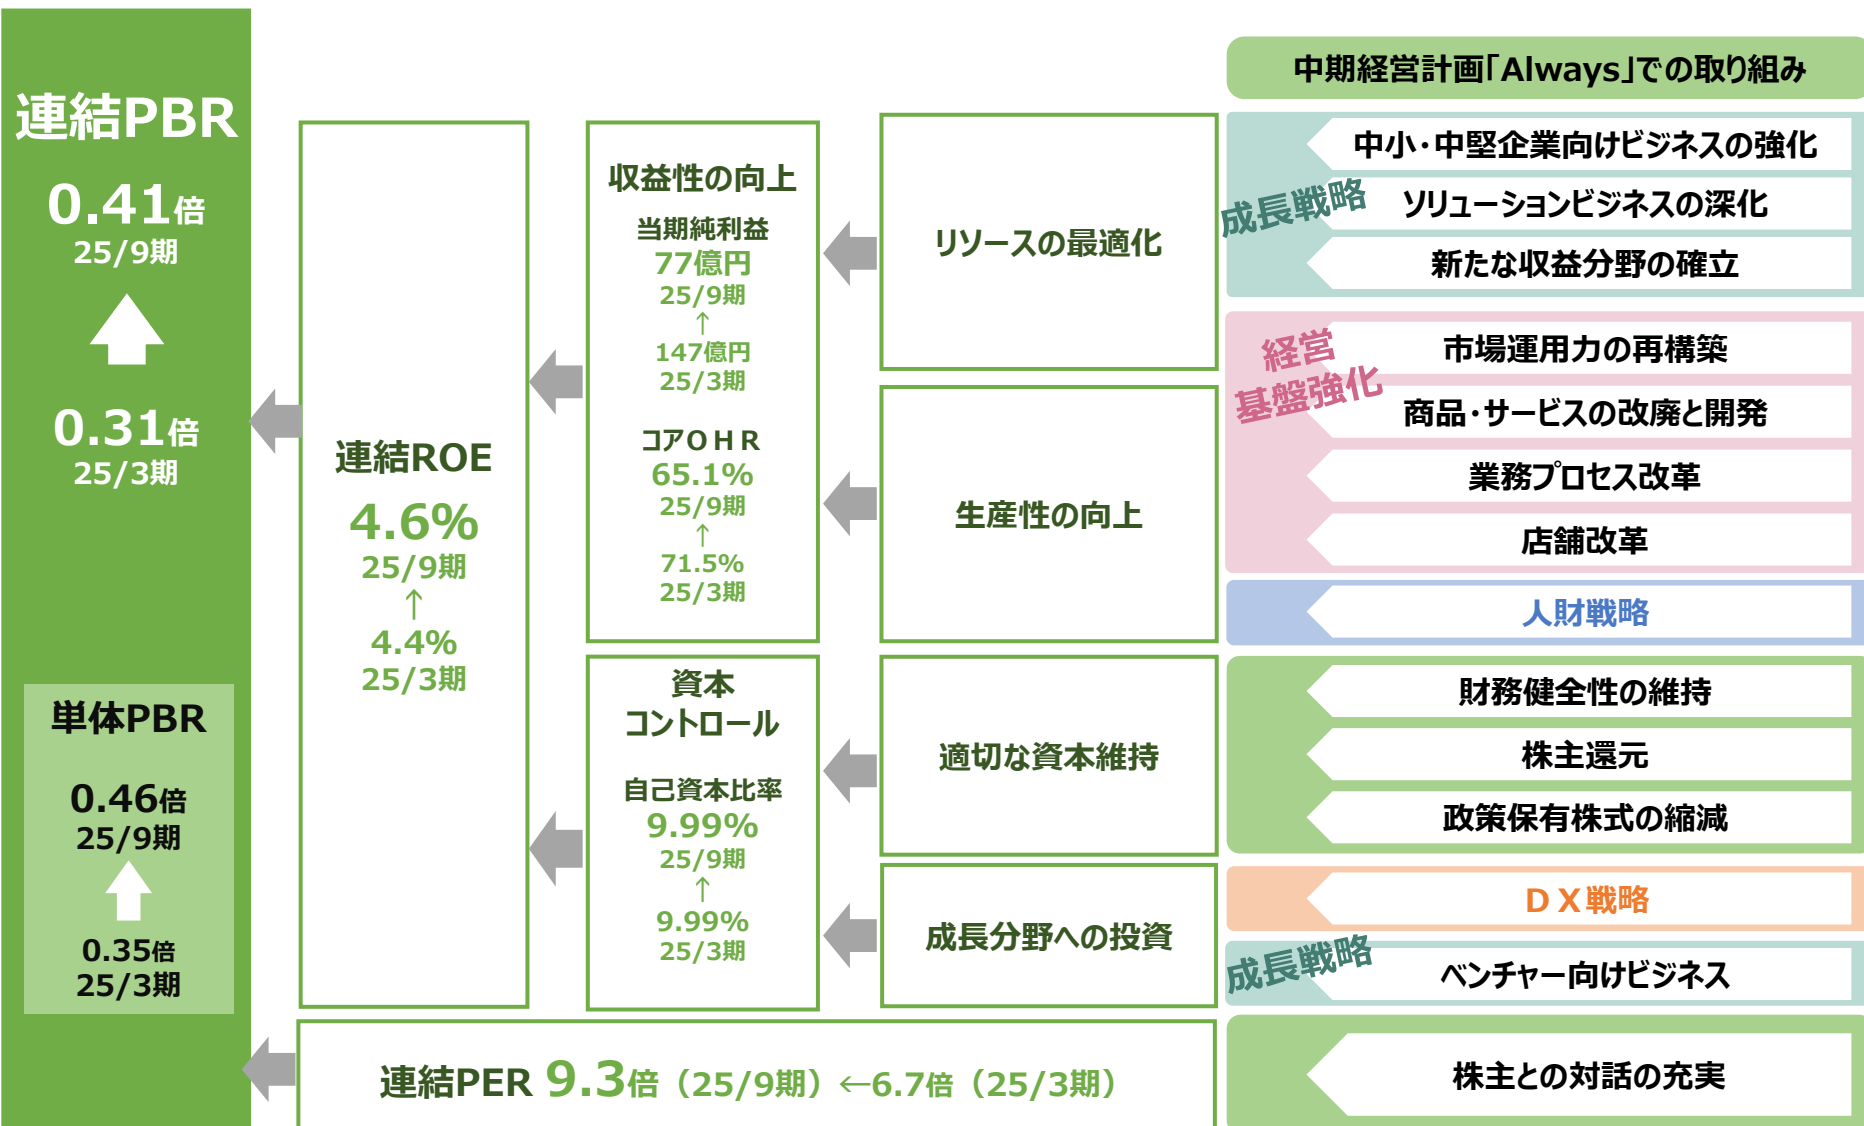 連結PBR
0.41倍
25/9期
0.31倍
25/3期
単体PBR
0.46倍
25/9期
0.35倍
25/3期
連結ROE
4.6%
25/9期
↑
4.4%
25/3期
収益性の向上
当期純利益
77億円
25/9期
↑
147億円
25/3期
コアOHR
65.1%
25/9期
↑
71.5%
25/3期
資本
コントロール
自己資本比率
9.99%
25/9期
↑
9.99%
25/3期
リソースの最適化
生産性の向上
適切な資本維持
成長分野への投資
連結PER 9.3倍（25/9期）←6.7倍（25/3期）
中期経営計画「Always」での取り組み
成長戦略
中小・中堅企業向けビジネスの強化
ソリューションビジネスの深化
新たな収益分野の確立
経営
基盤強化
市場運用力の再構築
商品・サービスの改廃と開発
業務プロセス改革
店舗改革
人財戦略
財務健全性の維持
株主還元
政策保有株式の縮減
DX戦略
成長戦略
ベンチャー向けビジネス
株主との対話の充実